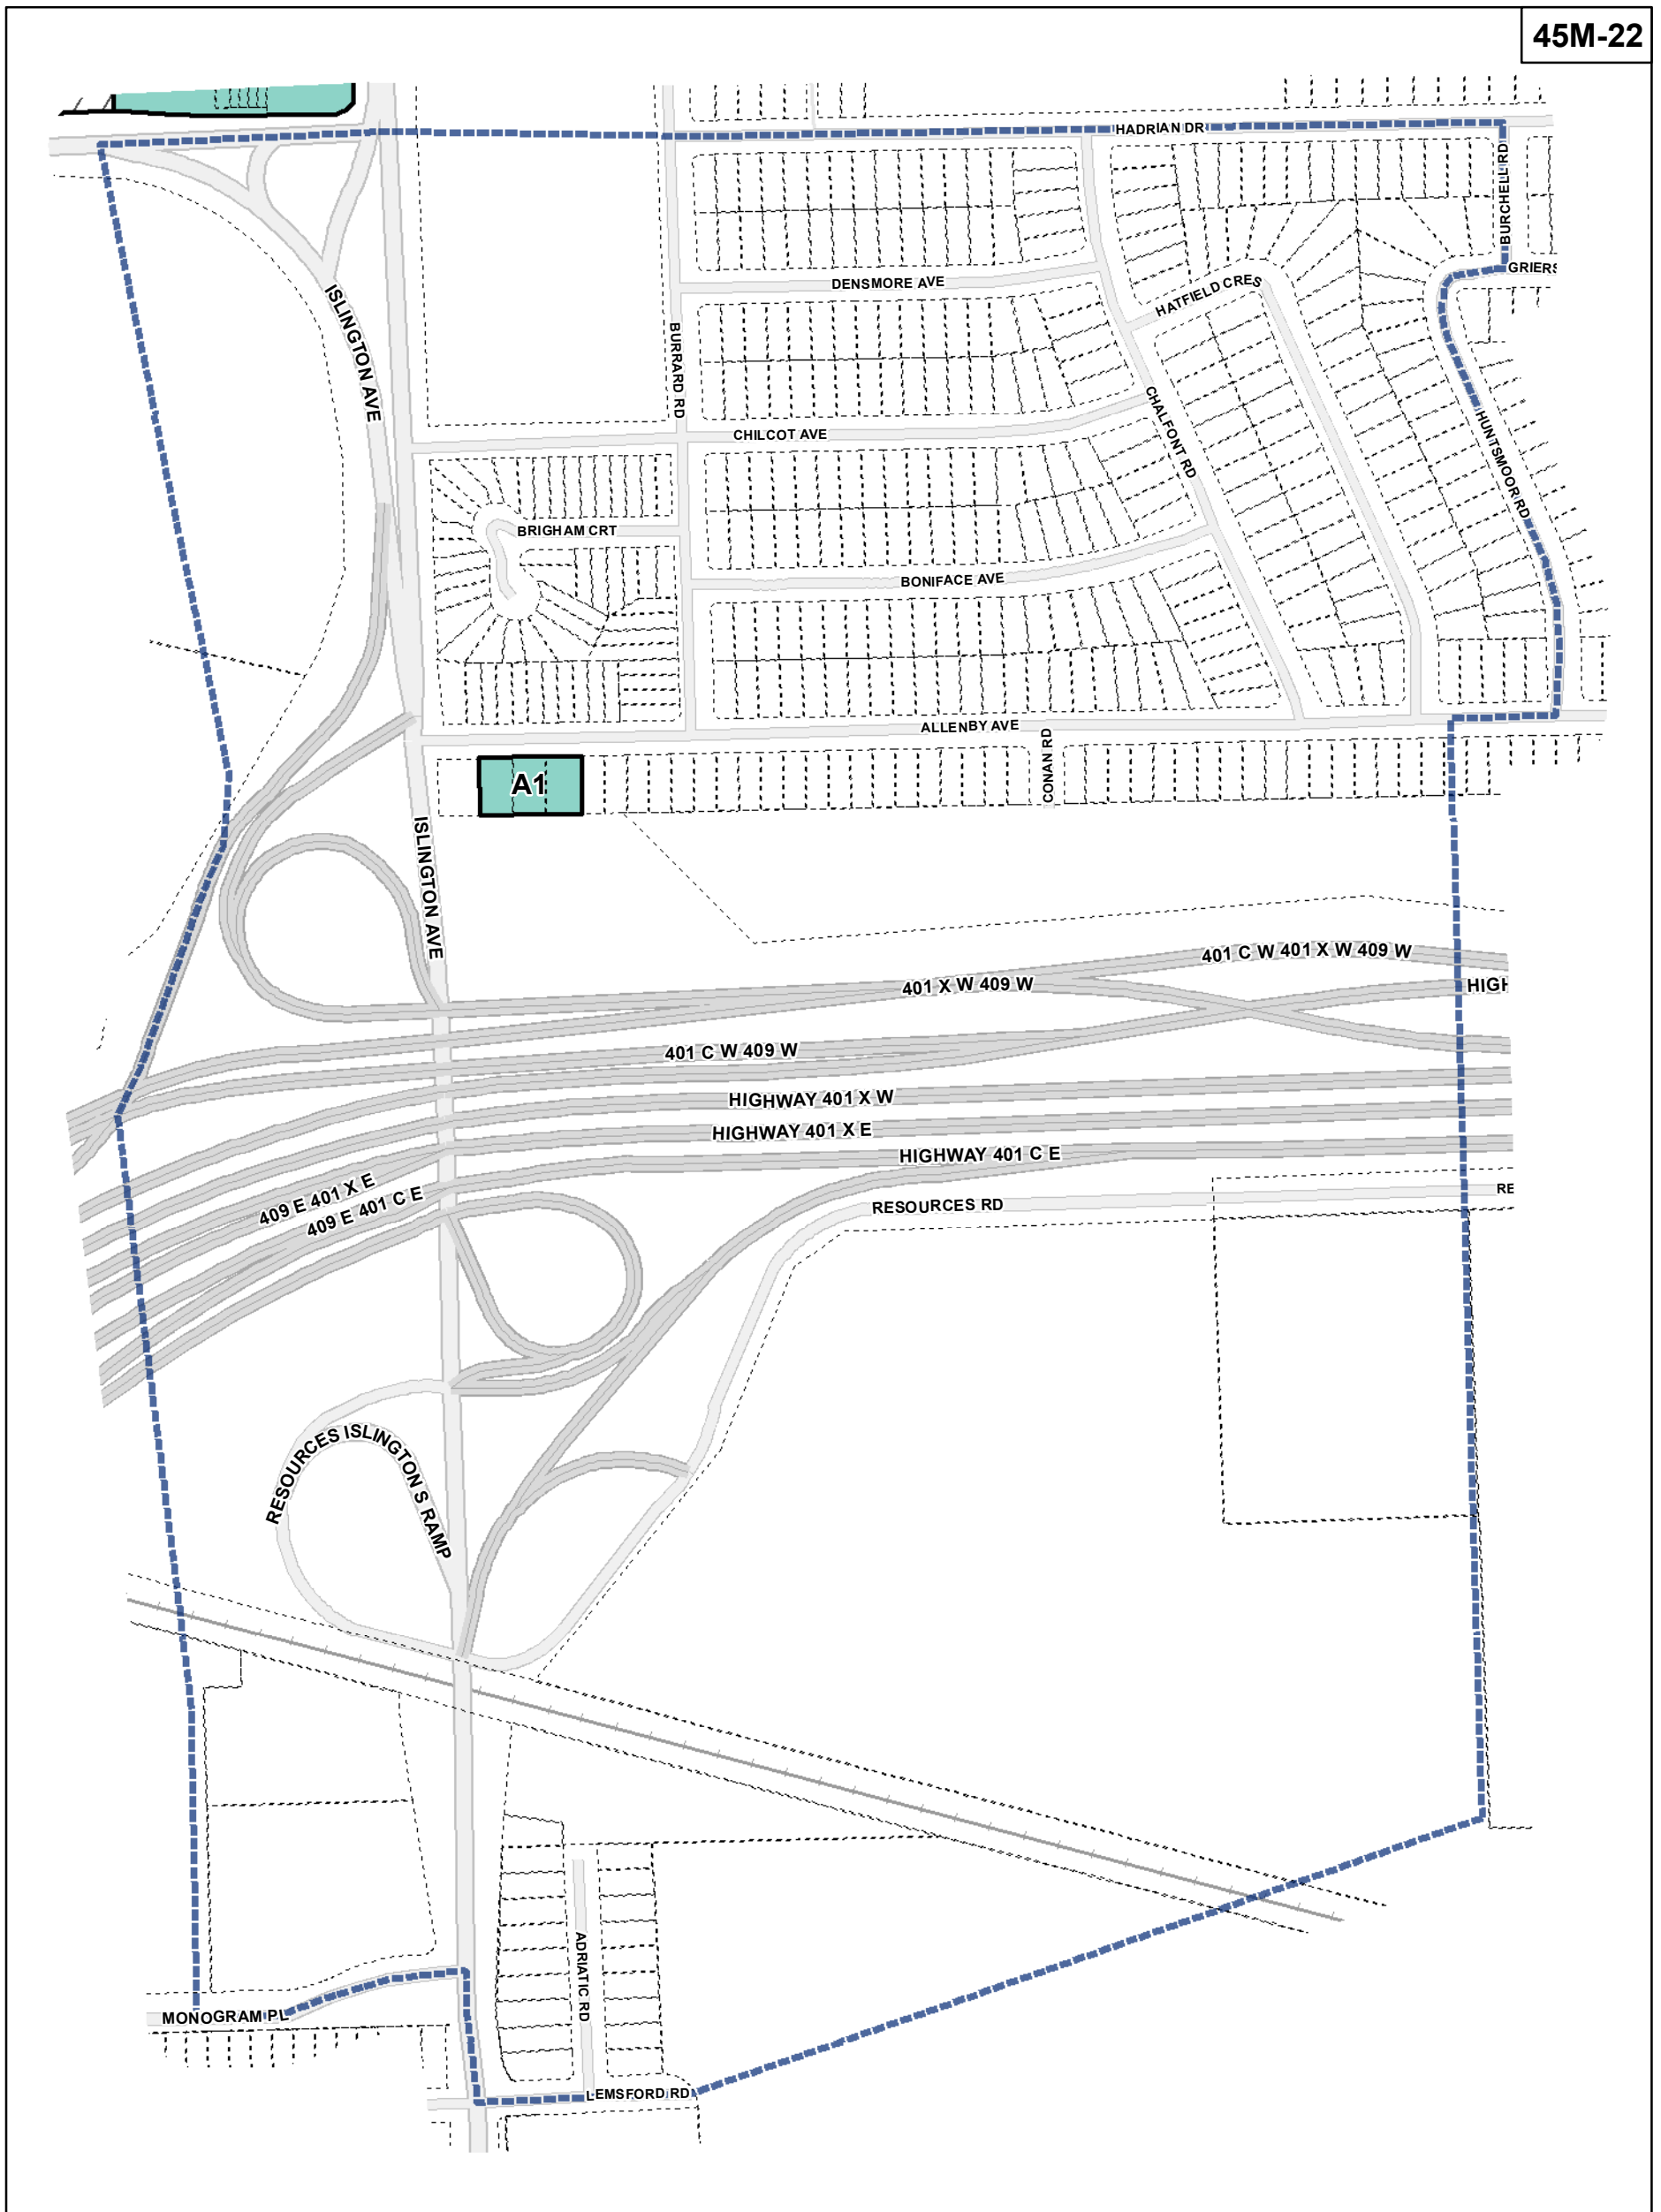 45M-22
HADRIAN DR
BURCHELL RD
GRIERS
ISLINGTON AVE
DENSMORE AVE
HATFIELD CRES
BURRARD RD
CHALFONT RD
HUNTSMOOR RD
CHILCOT AVE
BRIGHAM CRT
BONIFACE AVE
ALLENBY AVE
CONAN RD
A1
ISLINGTON AVE
401 C W 401 X W 409 W
401 X W 409 W
HIGH
401 C W 409 W
HIGHWAY 401 X W
HIGHWAY 401 X E
HIGHWAY 401 C E
409 E 401 X E
409 E 401 C E
RE
RESOURCES RD
RESOURCES ISLINGTON S RAMP
ADRIATIC RD
MONOGRAM PL
LEMSFORD RD